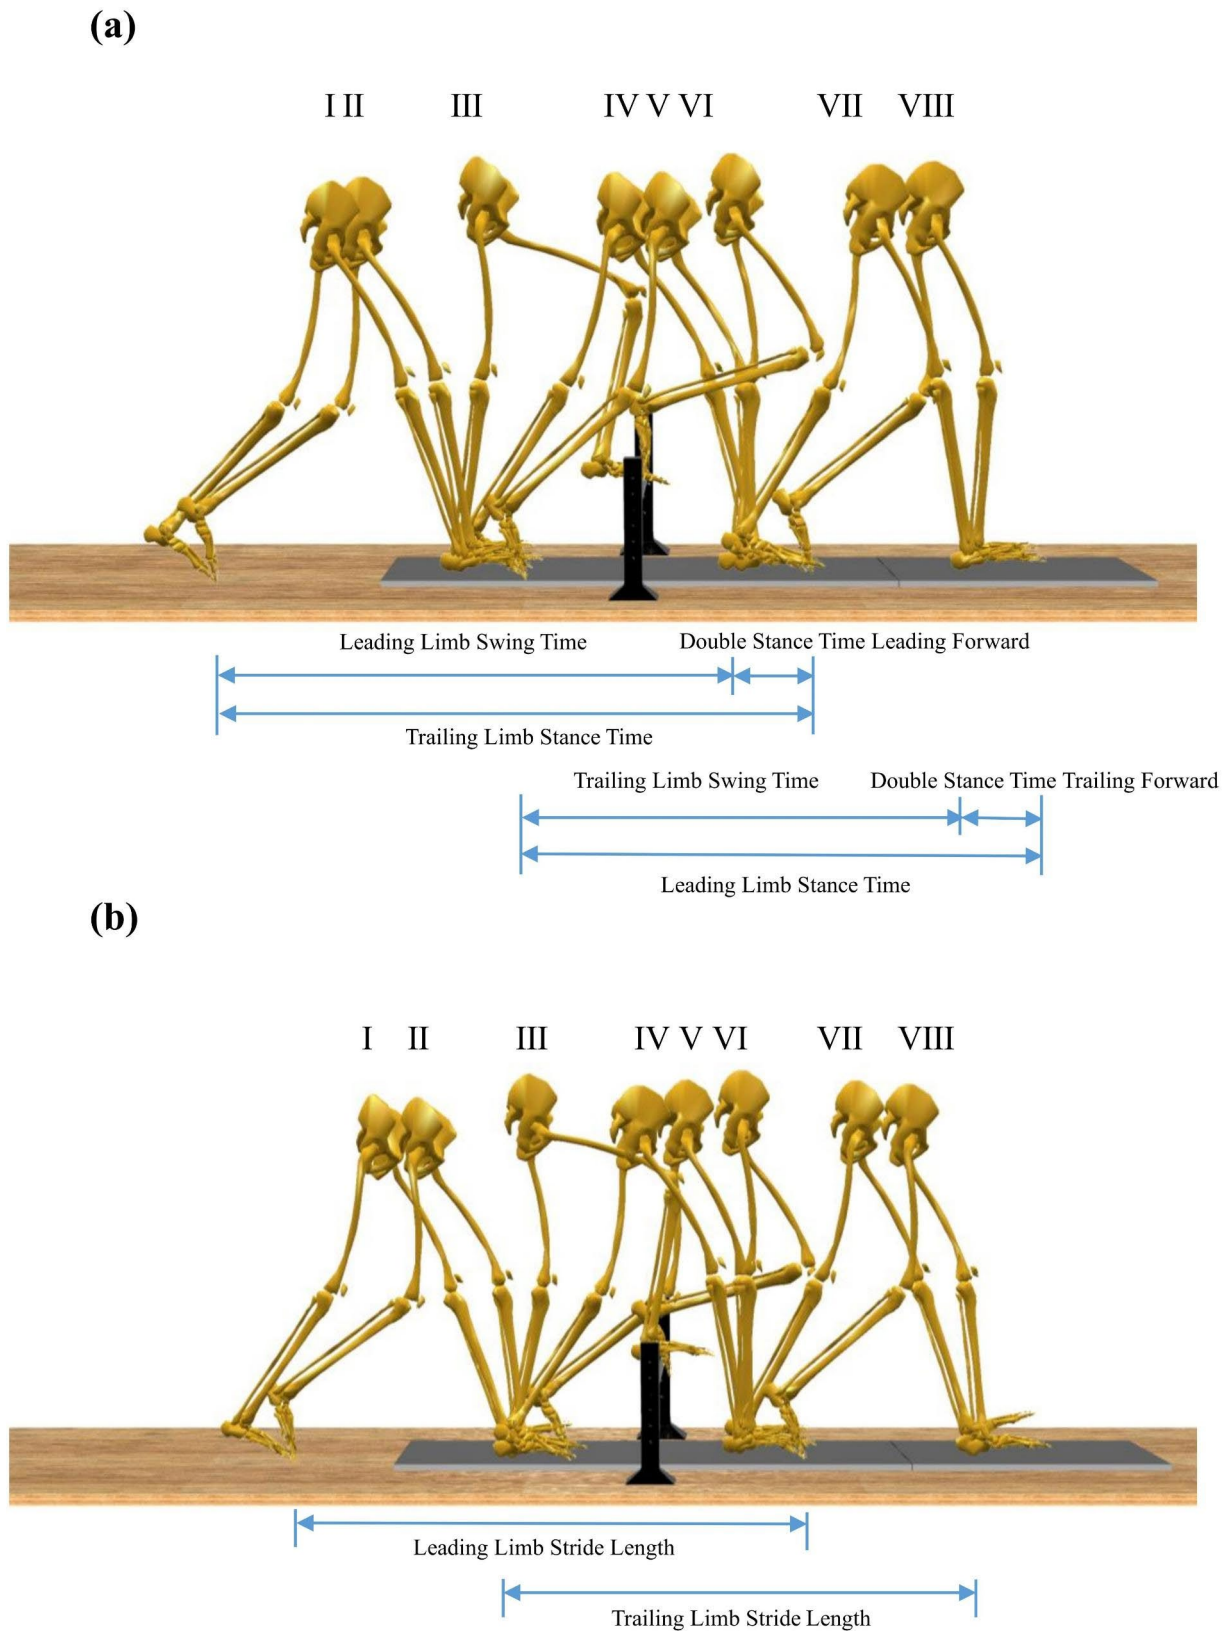 (a)
I II III IV V VI VII VIII
Leading Limb Swing Time Double Stance Time Leading Forward
Trailing Limb Stance Time
Trailing Limb Swing Time Double Stance Time Trailing Forward
Leading Limb Stance Time
(b)
I II III IV V VI VII VIII
Leading Limb Stride Length
Trailing Limb Stride Length